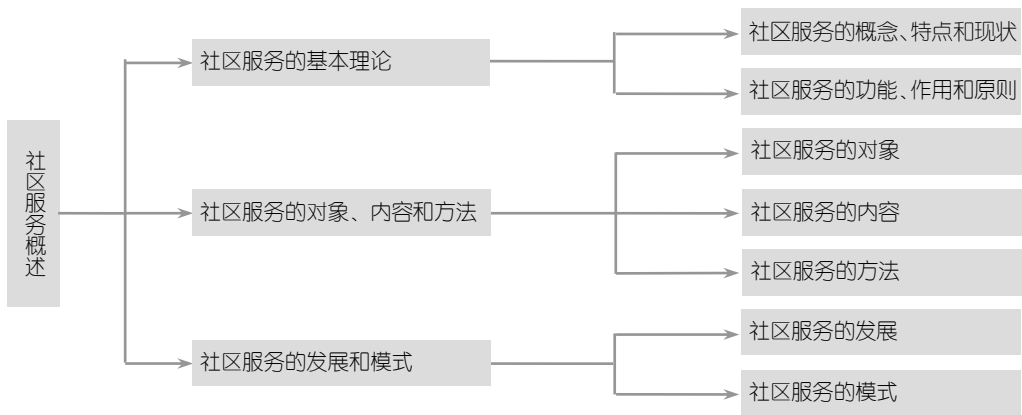 社区服务概述
社区服务的基本理论
社区服务的概念、特点和现状
社区服务的功能、作用和原则
社区服务的对象、内容和方法
社区服务的对象
社区服务的内容
社区服务的方法
社区服务的发展和模式
社区服务的发展
社区服务的模式